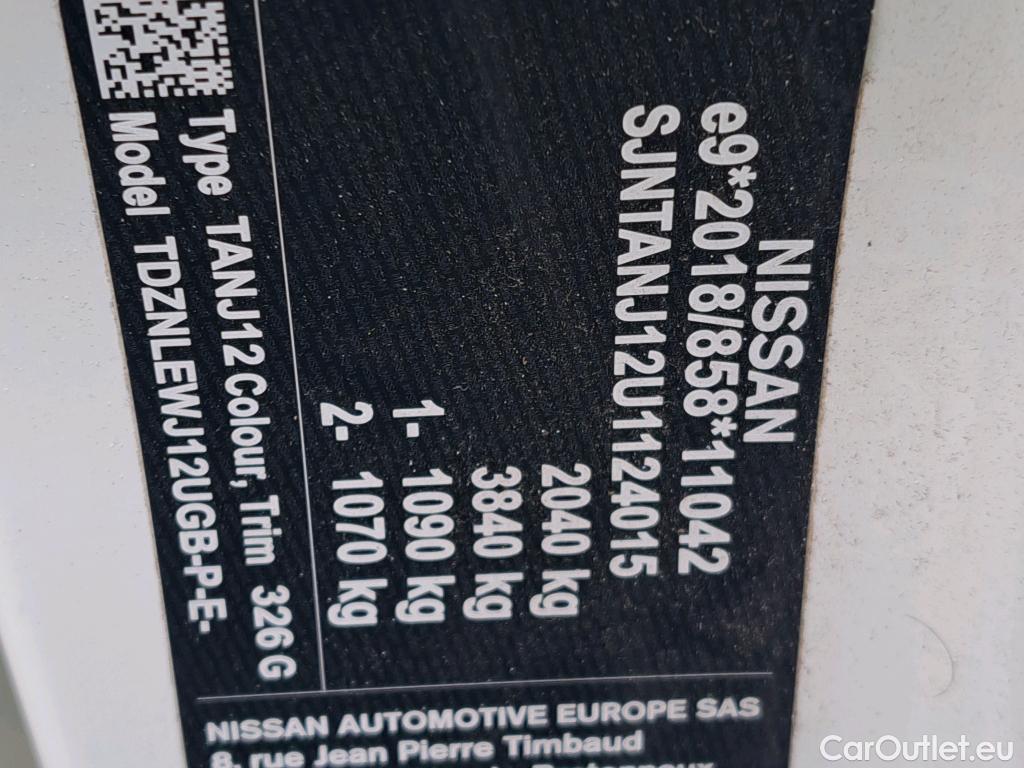 NISSAN
e9*2018/858*11042
SJNTANJ12U1124015
2040 kg
3840 kg
1- 1090 kg
2- 1070 kg
Type TANJ12 Colour, Trim 326 G
Model TDZNLEWJ12UGB-P-E-
NISSAN AUTOMOTIVE EUROPE SAS
8, rue Jean Pierre Timbaud
CarOutlet.eu